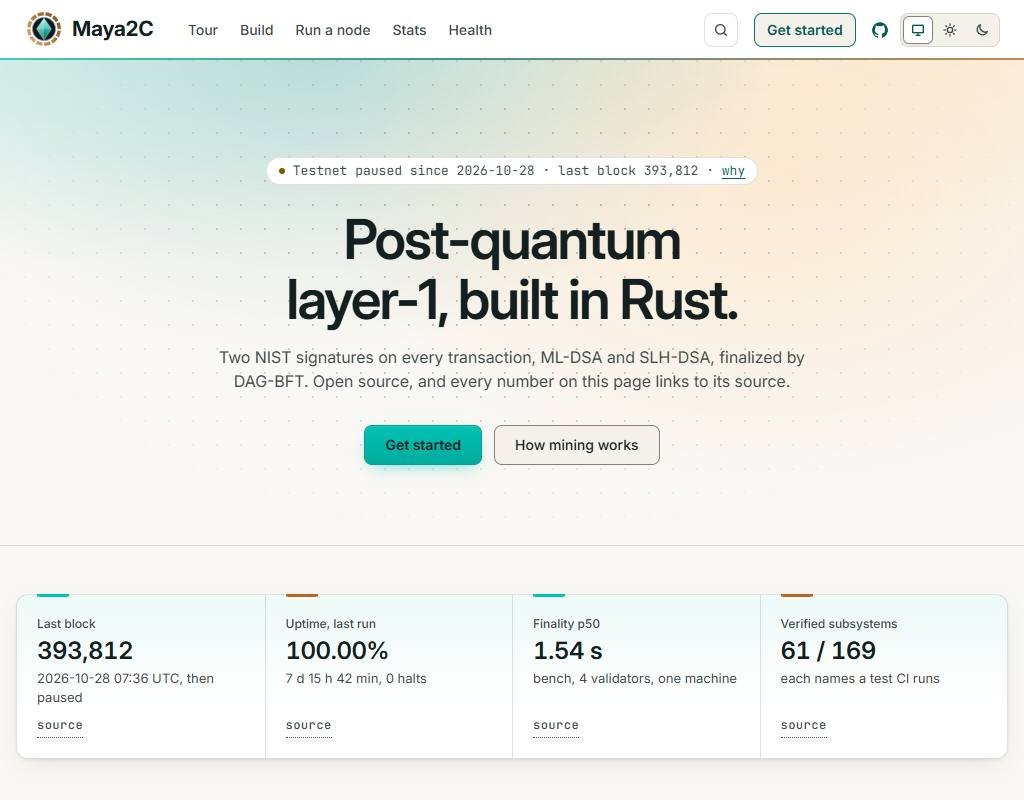 Maya2C
Tour Build Run a node Stats Health
Get started
Testnet paused since 2026-10-28 · last block 393,812 · why
Post-quantum
layer-1, built in Rust.
Two NIST signatures on every transaction, ML-DSA and SLH-DSA, finalized by
DAG-BFT. Open source, and every number on this page links to its source.
Get started
How mining works
Last block
393,812
2026-10-28 07:36 UTC, then
paused
source
Uptime, last run
100.00%
7 d 15 h 42 min, 0 halts
source
Finality p50
1.54 s
bench, 4 validators, one machine
source
Verified subsystems
61 / 169
each names a test CI runs
source